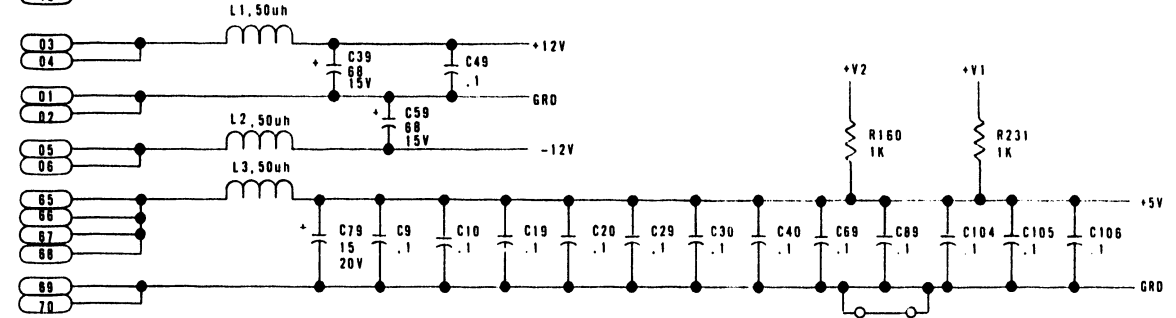 L1,50uh
03
04
+12V
+
C39
68
15V
C49
.1
01
02
GRD
+
C59
68
15V
L2,50uh
05
06
-12V
L3,50uh
+V2
+V1
R160
1K
R231
1K
65
66
67
68
+5V
+
C79
15
20V
C9
.1
C10
.1
C19
.1
C20
.1
C29
.1
C30
.1
C40
.1
C69
.1
C89
.1
C104
.1
C105
.1
C106
.1
69
70
GRD